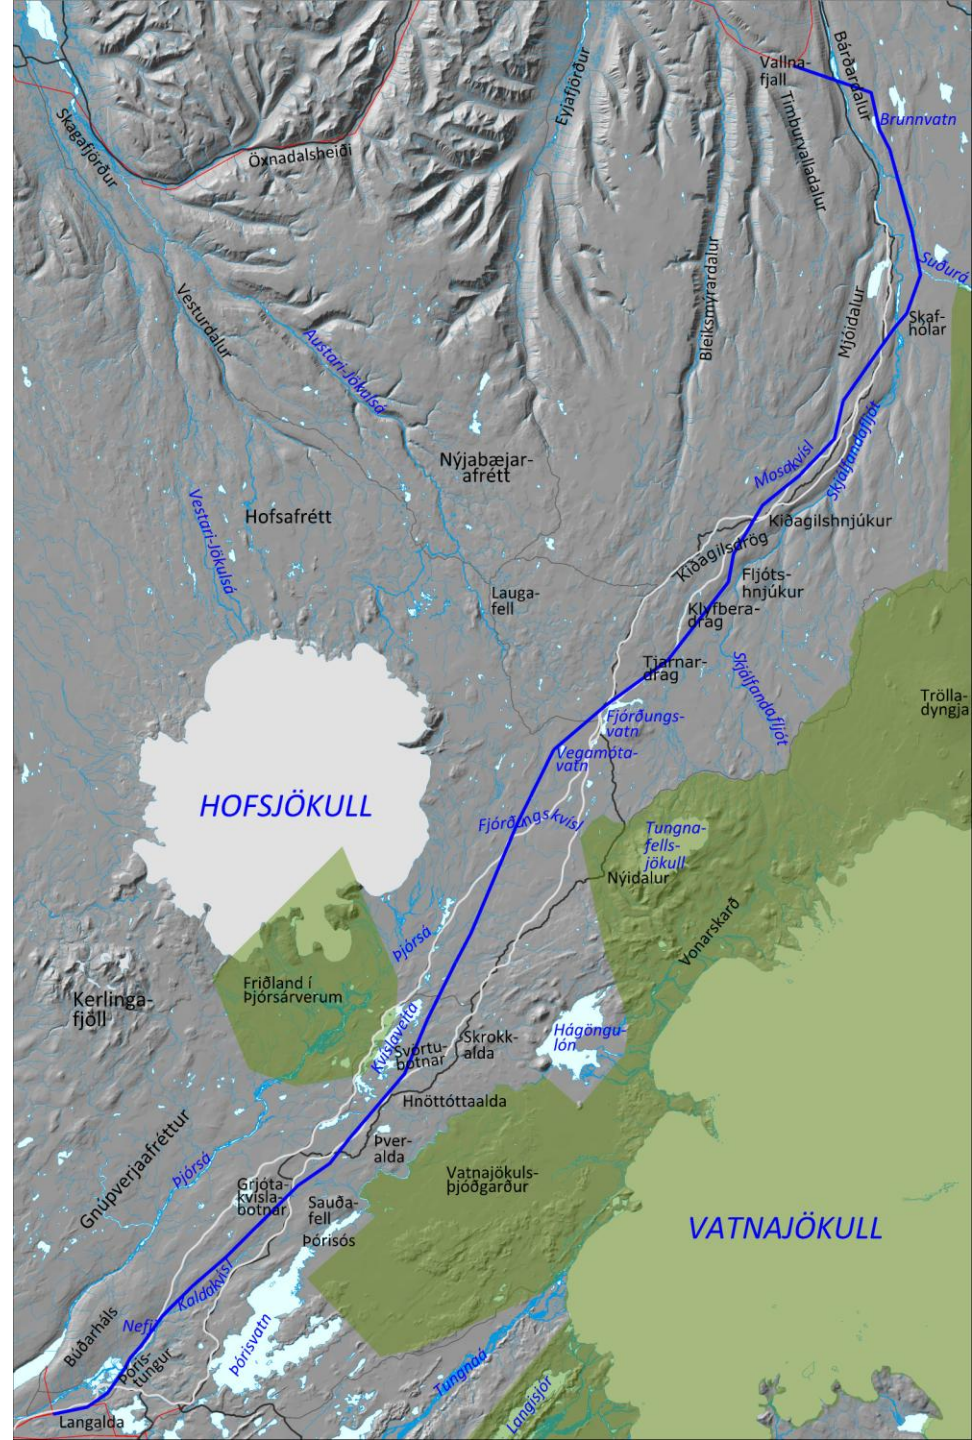 Vallna-
fjall
Bárðardalur
Brunnvatn
Timburvalladalur
Eyjafjörður
Öxnadalsheiði
Skagafjörður
Suðurá
Skaf-
hólar
Mjóidalur
Bleiksmýrardalur
Vesturdalur
Austari-Jökulsá
Skjálfandafljót
Mosakvísl
Nýjabæjar-
afrétt
Vestari-Jökulsá
Hofsafrétt
Kiðagilshnjúkur
Kiðagilsdrög
Fljóts-
hnjúkur
Lauga-
fell
Klyfbera-
drag
Tjarnar-
drag
Skjálfandafljót
Trölla-
dyngja
Fjórðungs-
vatn
Vegamóta-
vatn
HOFSJÖKULL
Fjórðungskvísl
Tungna-
fells-
jökull
Nýidalur
Vonarskarð
Þjórsá
Friðland í
Þjórsárverum
Kerlinga-
fjöll
Kvíslaveita
Hágöngu-
lón
Skrokk-
alda
Svörtu-
botnar
Hnöttóttaalda
Þver-
alda
Gnúpverjaafréttur
Þjórsá
Vatnajökuls-
þjóðgarður
Grjóta-
kvísla-
botnar
Sauða-
fell
Þórisós
VATNAJÖKULL
Kaldakvísl
Nefja
Búðarháls
Þóris-
tungur
Þórisvatn
Tungnaá
Langisjór
Langalda